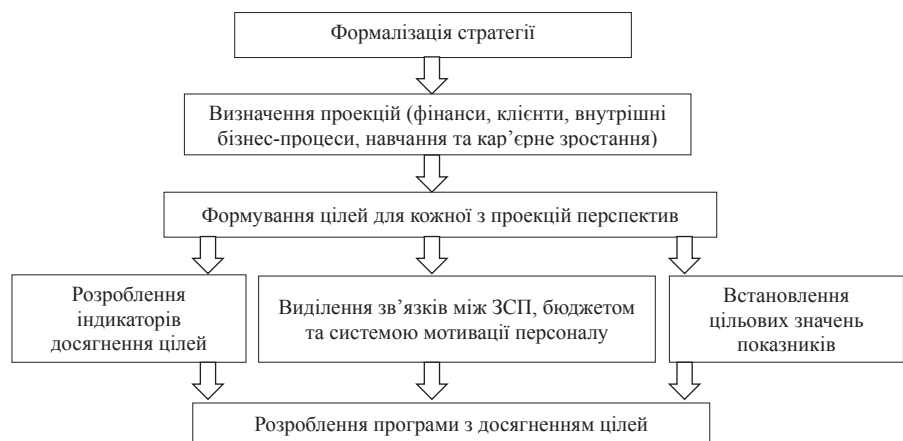 Формалізація стратегії
Визначення проекцій (фінанси, клієнти, внутрішні
бізнес-процеси, навчання та кар’єрне зростання)
Формування цілей для кожної з проекцій перспектив
Розроблення
індикаторів
досягнення цілей
Виділення зв’язків між ЗСП, бюджетом
та системою мотивації персоналу
Встановлення
цільових значень
показників
Розроблення програми з досягненням цілей